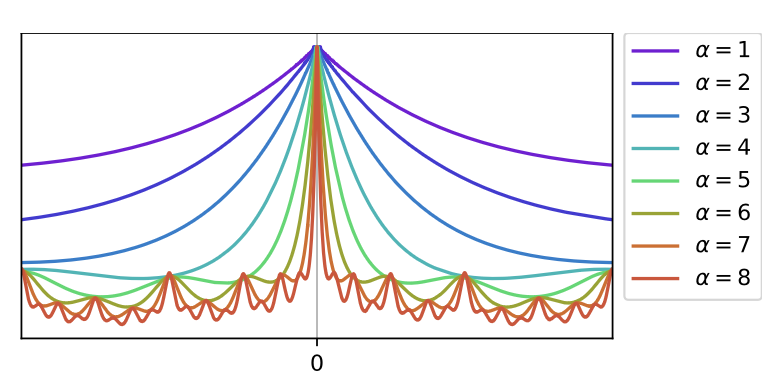 α = 1
α = 2
α = 3
α = 4
α = 5
α = 6
α = 7
α = 8
0